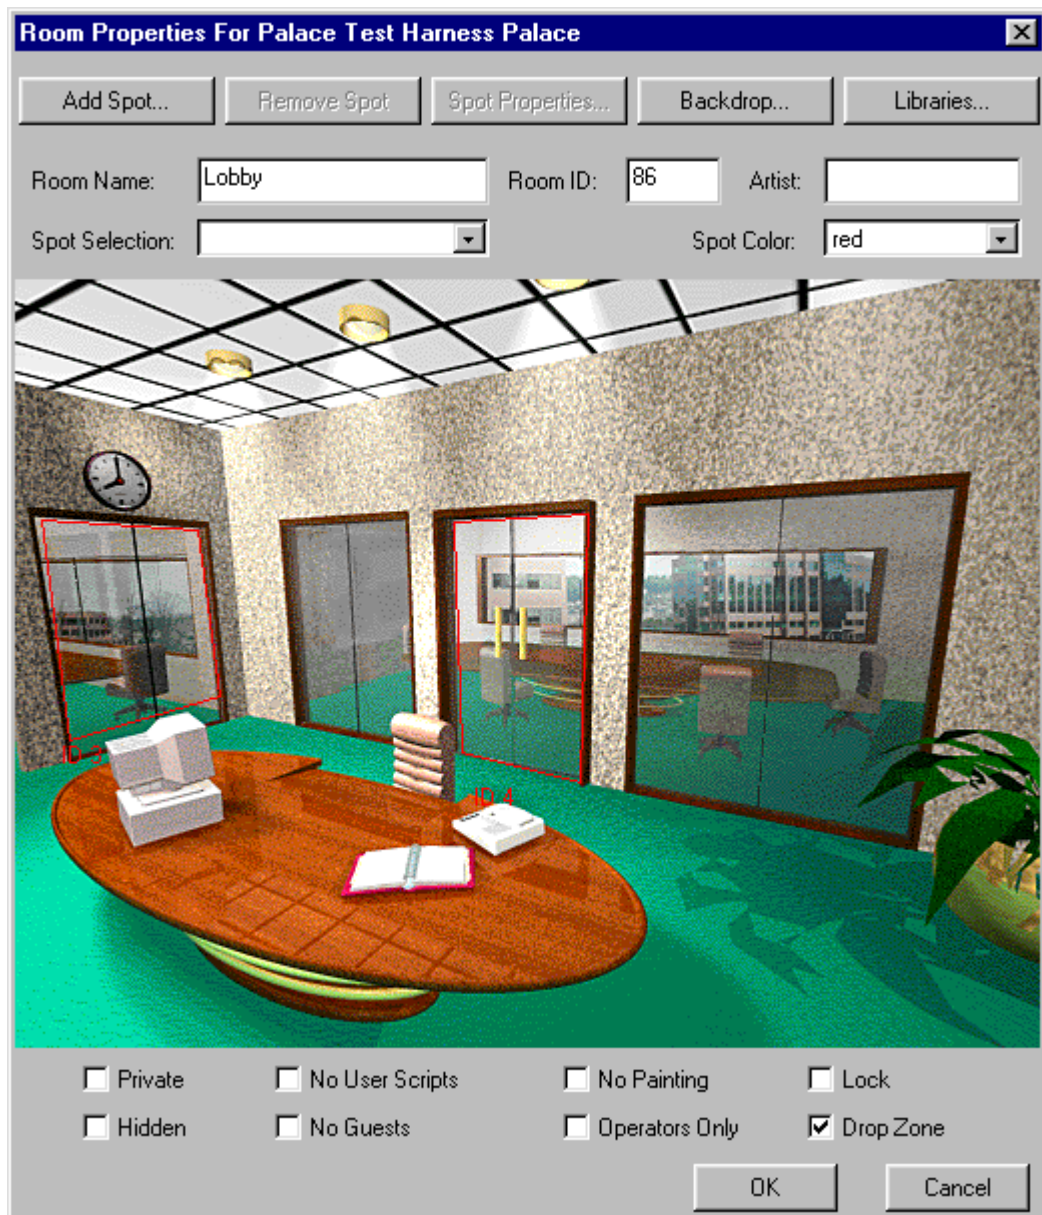 Room Properties For Palace Test Harness Palace
Add Spot... Remove Spot Spot Properties... Backdrop... Libraries...
Room Name: Lobby Room ID: 86 Artist:
Spot Selection: Spot Color: red
ID 3
ID 4
Private No User Scripts No Painting Lock
Hidden No Guests Operators Only Drop Zone
OK Cancel